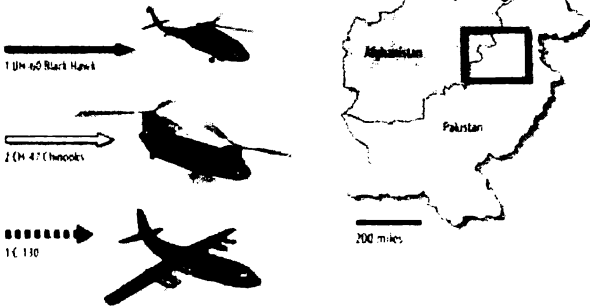 1 UH-60 Black Hawk
2 CH-47 Chinooks
1 C-130
Afghanistan
Pakistan
200 miles